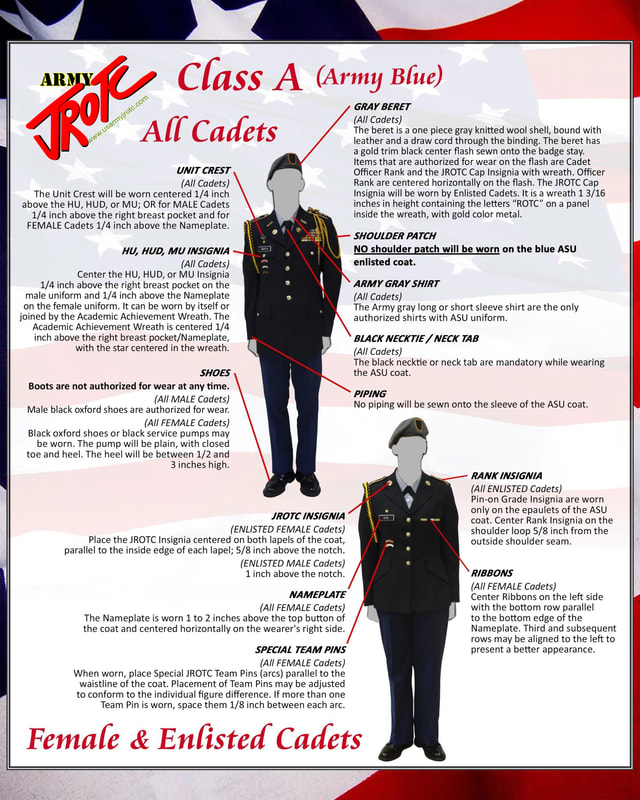 ARMY
JROTC
www.usarmyjrotc.com
Class A (Army Blue)
All Cadets
GRAY BERET
(All Cadets)
The beret is a one piece gray knitted wool shell, bound with
leather and a draw cord through the binding. The beret has
a gold trim black center flash sewn onto the badge stay.
Items that are authorized for wear on the flash are Cadet
Officer Rank and the JROTC Cap Insignia with wreath. Officer
Rank are centered horizontally on the flash. The JROTC Cap
Insignia will be worn by Enlisted Cadets. It is a wreath 1 3/16
inches in height containing the letters “ROTC” on a panel
inside the wreath, with gold color metal.
UNIT CREST
(All Cadets)
The Unit Crest will be worn centered 1/4 inch
above the HU, HUD, or MU; OR for MALE Cadets
1/4 inch above the right breast pocket and for
FEMALE Cadets 1/4 inch above the Nameplate.
SHOULDER PATCH
NO shoulder patch will be worn on the blue ASU
enlisted coat.
HU, HUD, MU INSIGNIA
(All Cadets)
Center the HU, HUD, or MU Insignia
1/4 inch above the right breast pocket on the
male uniform and 1/4 inch above the Nameplate
on the female uniform. It can be worn by itself or
joined by the Academic Achievement Wreath. The
Academic Achievement Wreath is centered 1/4
inch above the right breast pocket/Nameplate,
with the star centered in the wreath.
ARMY GRAY SHIRT
(All Cadets)
The Army gray long or short sleeve shirt are the only
authorized shirts with ASU uniform.
BLACK NECKTIE / NECK TAB
(All Cadets)
The black necktie or neck tab are mandatory while wearing
the ASU coat.
SHOES
Boots are not authorized for wear at any time.
(All MALE Cadets)
Male black oxford shoes are authorized for wear.
(All FEMALE Cadets)
Black oxford shoes or black service pumps may
be worn. The pump will be plain, with closed
toe and heel. The heel will be between 1/2 and
3 inches high.
PIPING
No piping will be sewn onto the sleeve of the ASU coat.
RANK INSIGNIA
(All ENLISTED Cadets)
Pin-on Grade Insignia are worn
only on the epaulets of the ASU
coat. Center Rank Insignia on the
shoulder loop 5/8 inch from the
outside shoulder seam.
JROTC INSIGNIA
(ENLISTED FEMALE Cadets)
Place the JROTC Insignia centered on both lapels of the coat,
parallel to the inside edge of each lapel; 5/8 inch above the notch.
(ENLISTED MALE Cadets)
1 inch above the notch.
RIBBONS
(All FEMALE Cadets)
Center Ribbons on the left side
with the bottom row parallel
to the bottom edge of the
Nameplate. Third and subsequent
rows may be aligned to the left to
present a better appearance.
NAMEPLATE
(All FEMALE Cadets)
The Nameplate is worn 1 to 2 inches above the top button of
the coat and centered horizontally on the wearer's right side.
SPECIAL TEAM PINS
(All FEMALE Cadets)
When worn, place Special JROTC Team Pins (arcs) parallel to the
waistline of the coat. Placement of Team Pins may be adjusted
to conform to the individual figure difference. If more than one
Team Pin is worn, space them 1/8 inch between each arc.
Female & Enlisted Cadets